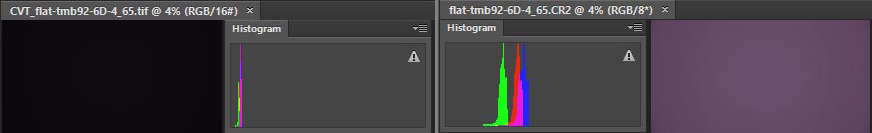 CVT_flat-tmb92-6D-4_65.tif @ 4% (RGB/16#) ×
Histogram
flat-tmb92-6D-4_65.CR2 @ 4% (RGB/8*) ×
Histogram